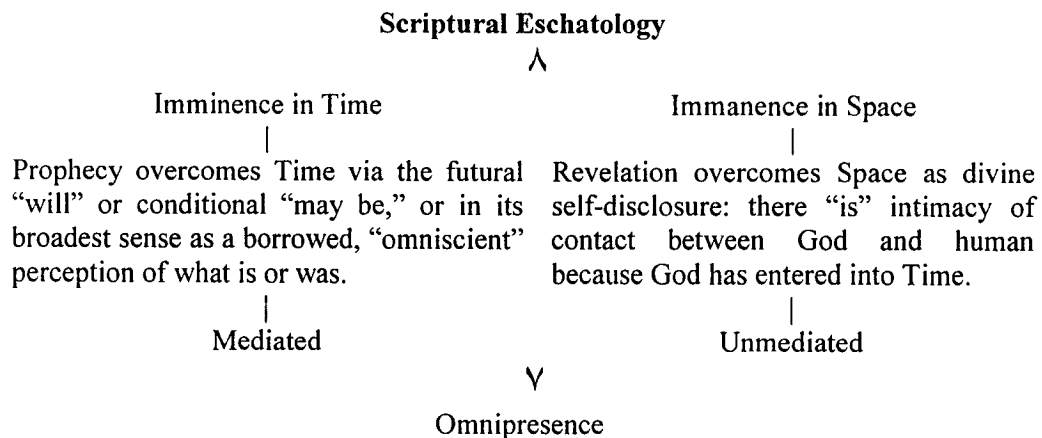 Scriptural Eschatology
Imminence in Time
Prophecy overcomes Time via the futural
“will” or conditional “may be,” or in its
broadest sense as a borrowed, “omniscient”
perception of what is or was.
Mediated
Immanence in Space
Revelation overcomes Space as divine
self-disclosure: there “is” intimacy of
contact between God and human
because God has entered into Time.
Unmediated
Omnipresence